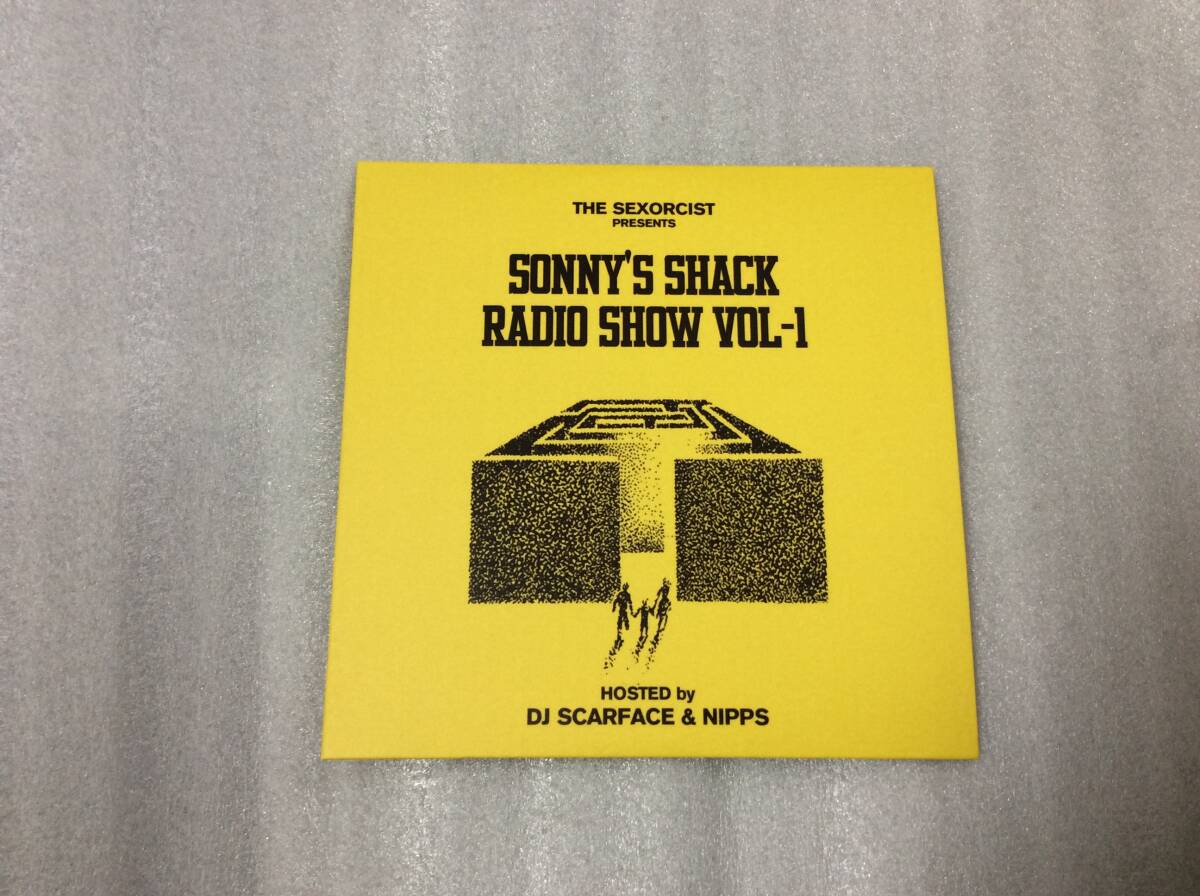 THE SEXORCIST
PRESENTS
SONNY'S SHACK
RADIO SHOW VOL-1
HOSTED by
DJ SCARFACE & NIPPS